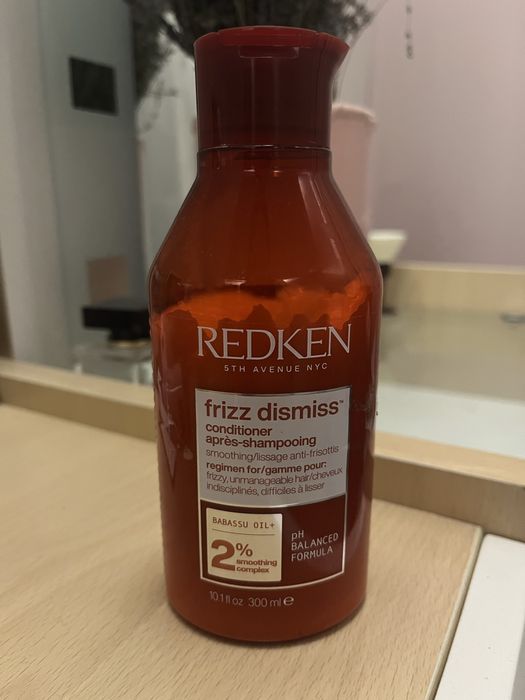 REDKEN
5TH AVENUE NYC
frizz dismiss™
conditioner
après-shampooing
smoothing/lissage anti-frisottis
regimen for/gamme pour:
frizzy, unmanageable hair/cheveux
indisciplinés, difficiles à lisser
BABASSU OIL+
2%
smoothing
complex
pH
BALANCED
FORMULA
10.1 fl oz 300 ml ℮